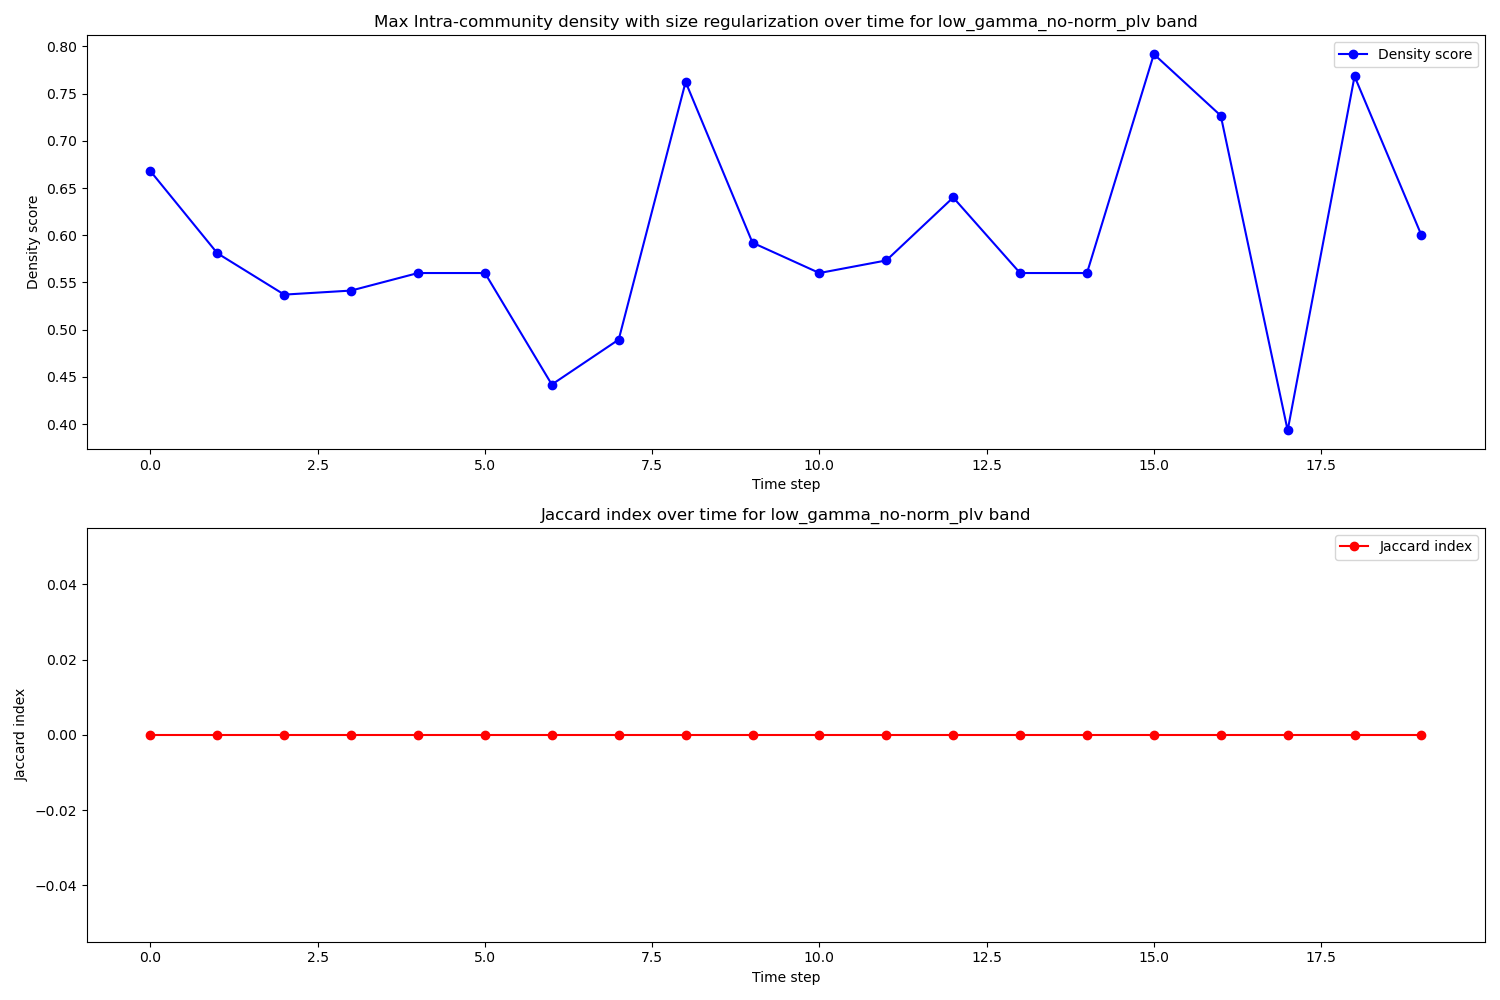 Max Intra-community density with size regularization over time for low_gamma_no-norm_plv band
Density score
0.80
0.75
0.70
0.65
0.60
0.55
0.50
0.45
0.40
Density score
0.0 2.5 5.0 7.5 10.0 12.5 15.0 17.5
Time step
Jaccard index over time for low_gamma_no-norm_plv band
Jaccard index
0.04
0.02
0.00
−0.02
−0.04
Jaccard index
0.0 2.5 5.0 7.5 10.0 12.5 15.0 17.5
Time step